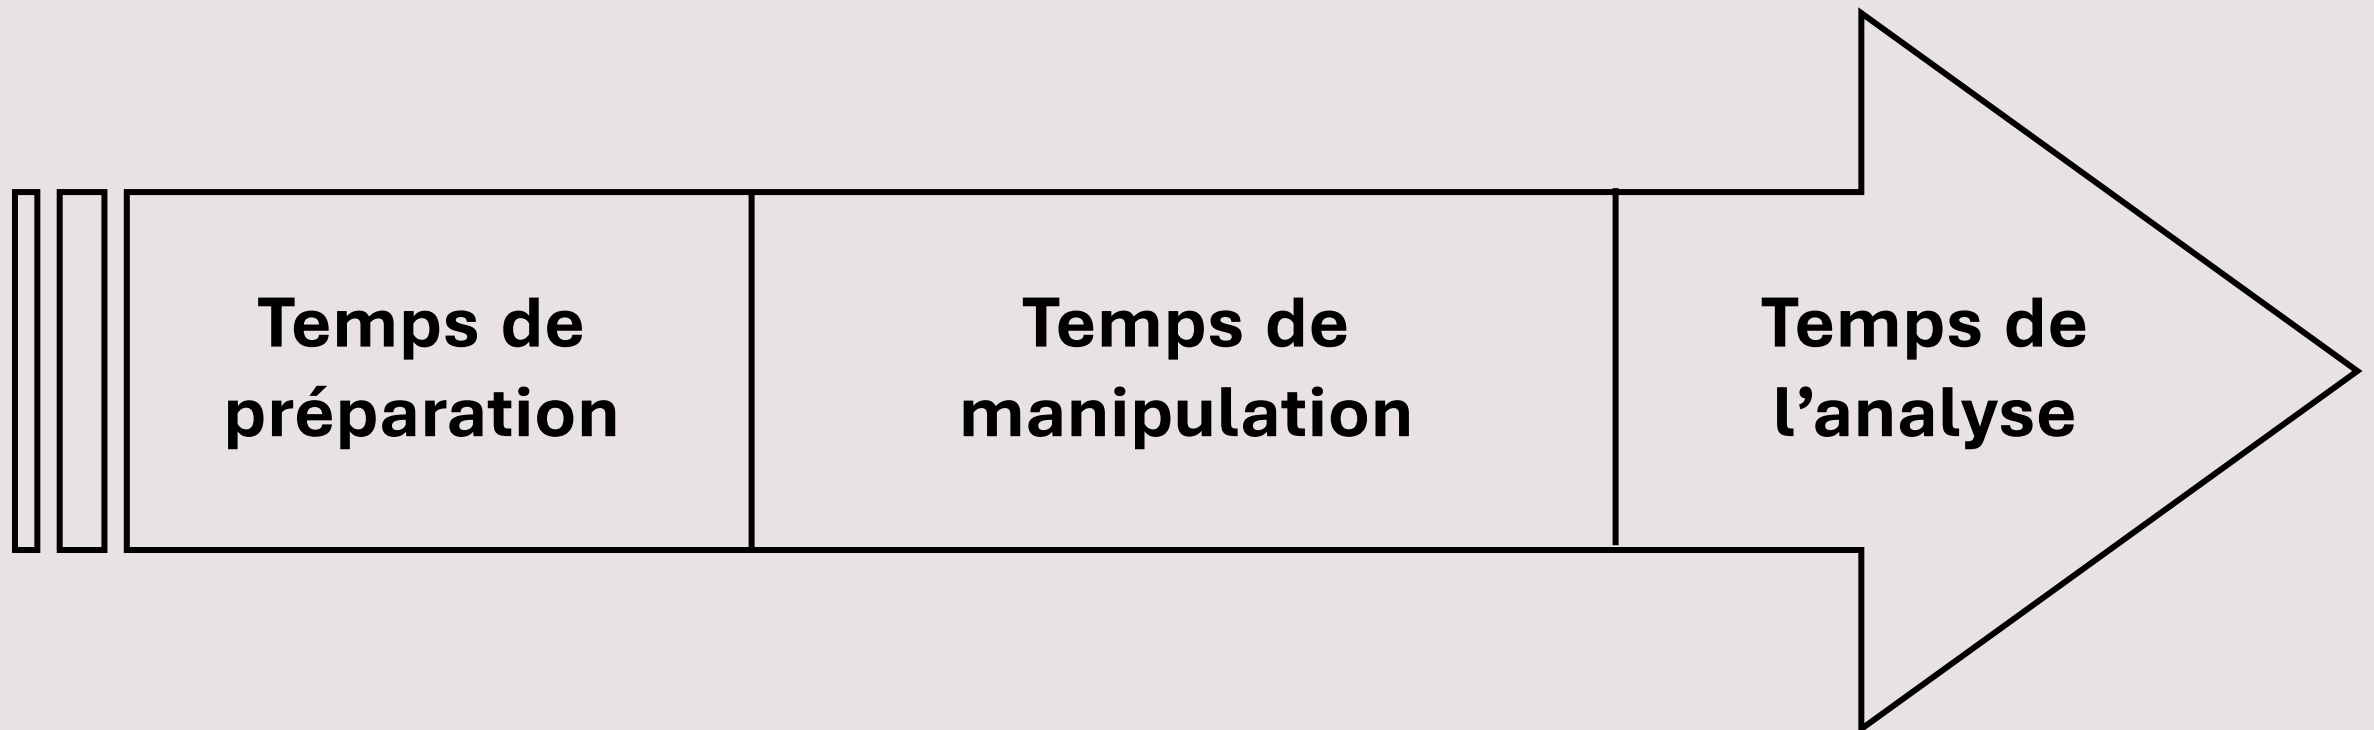 Temps de
préparation
Temps de
manipulation
Temps de
l’analyse